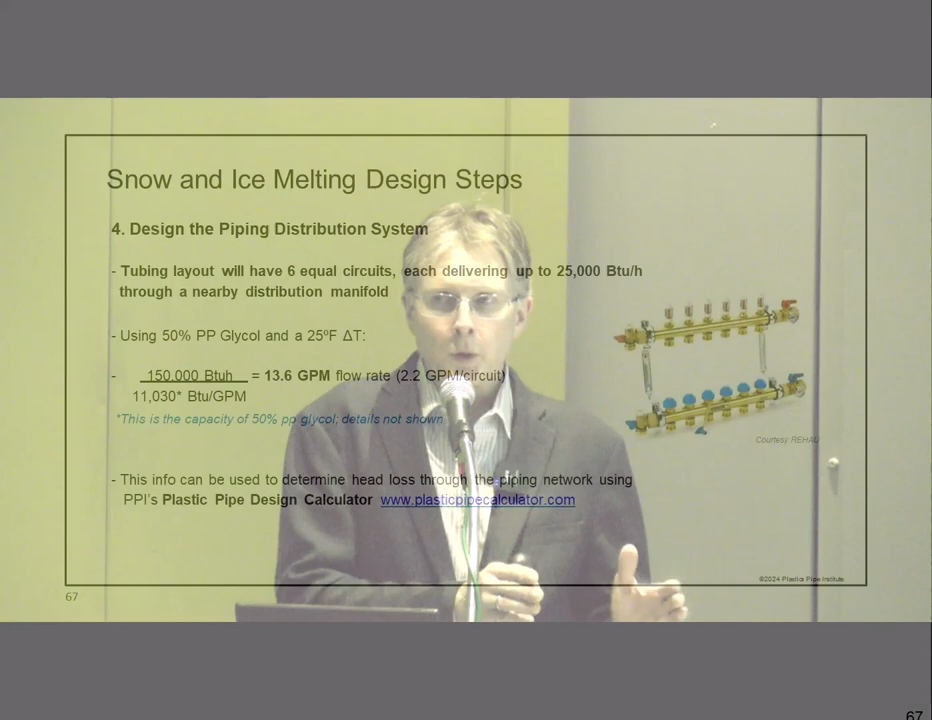 Snow and Ice Melting Design Steps
4. Design the Piping Distribution System
- Tubing layout will have 6 equal circuits, each delivering up to 25,000 Btu/h
through a nearby distribution manifold
- Using 50% PP Glycol and a 25ºF ΔT:
- 150,000 Btuh = 13.6 GPM flow rate (2.2 GPM/circuit)
11,030* Btu/GPM
*This is the capacity of 50% pp glycol; details not shown
Courtesy REHAU
- This info can be used to determine head loss through the piping network using
PPI's Plastic Pipe Design Calculator www.plasticpipecalculator.com
©2024 Plastics Pipe Institute
67
67